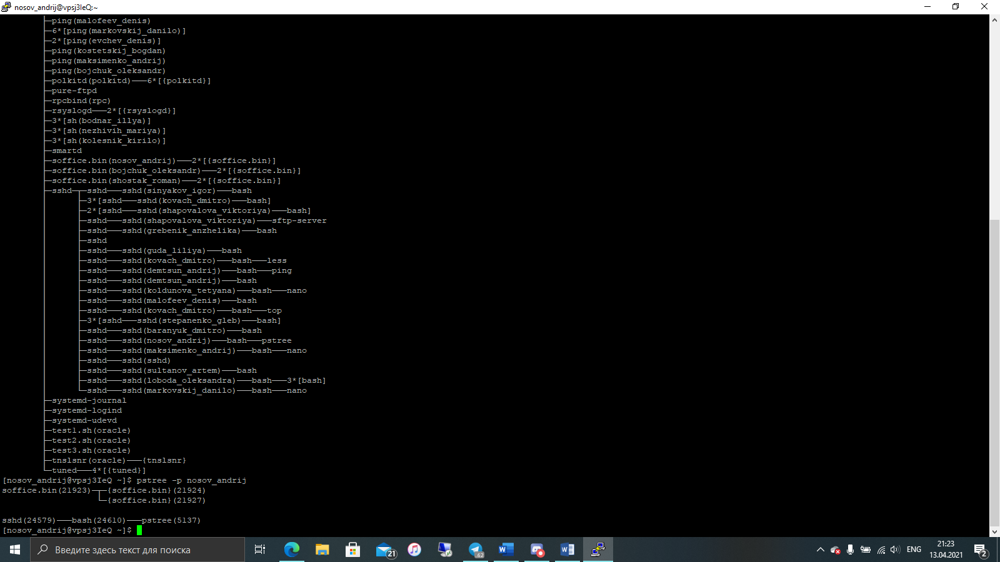 nosov_andrij@vpsj3IeQ:~
├─ping(malofeev_denis)
├─6*[ping(markovskij_danilo)]
├─2*[ping(evchev_denis)]
├─ping(kostetskij_bogdan)
├─ping(maksimenko_andrij)
├─ping(bojchuk_oleksandr)
├─polkitd(polkitd)───6*[{polkitd}]
├─pure-ftpd
├─rpcbind(rpc)
├─rsyslogd───2*[{rsyslogd}]
├─3*[sh(bodnar_illya)]
├─3*[sh(nezhivih_mariya)]
├─3*[sh(kolesnik_kirilo)]
├─smartd
├─soffice.bin(nosov_andrij)───2*[{soffice.bin}]
├─soffice.bin(bojchuk_oleksandr)───2*[{soffice.bin}]
├─soffice.bin(shostak_roman)───2*[{soffice.bin}]
├─sshd─┬─sshd───sshd(sinyakov_igor)───bash
│      ├─3*[sshd───sshd(kovach_dmitro)───bash]
│      ├─2*[sshd───sshd(shapovalova_viktoriya)───bash]
│      ├─sshd───sshd(shapovalova_viktoriya)───sftp-server
│      ├─sshd───sshd(grebenik_anzhelika)───bash
│      ├─sshd
│      ├─sshd───sshd(guda_liliya)───bash
│      ├─sshd───sshd(kovach_dmitro)───bash───less
│      ├─sshd───sshd(demtsun_andrij)───bash───ping
│      ├─sshd───sshd(demtsun_andrij)───bash
│      ├─sshd───sshd(koldunova_tetyana)───bash───nano
│      ├─sshd───sshd(malofeev_denis)───bash
│      ├─sshd───sshd(kovach_dmitro)───bash───top
│      ├─3*[sshd───sshd(stepanenko_gleb)───bash]
│      ├─sshd───sshd(baranyuk_dmitro)───bash
│      ├─sshd───sshd(nosov_andrij)───bash───pstree
│      ├─sshd───sshd(maksimenko_andrij)───bash───nano
│      ├─sshd───sshd(sshd)
│      ├─sshd───sshd(sultanov_artem)───bash
│      ├─sshd───sshd(loboda_oleksandra)───bash───3*[bash]
│      └─sshd───sshd(markovskij_danilo)───bash───nano
├─systemd-journal
├─systemd-logind
├─systemd-udevd
├─test1.sh(oracle)
├─test2.sh(oracle)
├─test3.sh(oracle)
├─tnslsnr(oracle)───{tnslsnr}
└─tuned───4*[{tuned}]
[nosov_andrij@vpsj3IeQ ~]$ pstree -p nosov_andrij
soffice.bin(21923)─┬─{soffice.bin}(21924)
                   └─{soffice.bin}(21927)
sshd(24579)───bash(24610)───pstree(5137)
[nosov_andrij@vpsj3IeQ ~]$
Введите здесь текст для поиска
21
62
ENG
21:23
13.04.2021
2